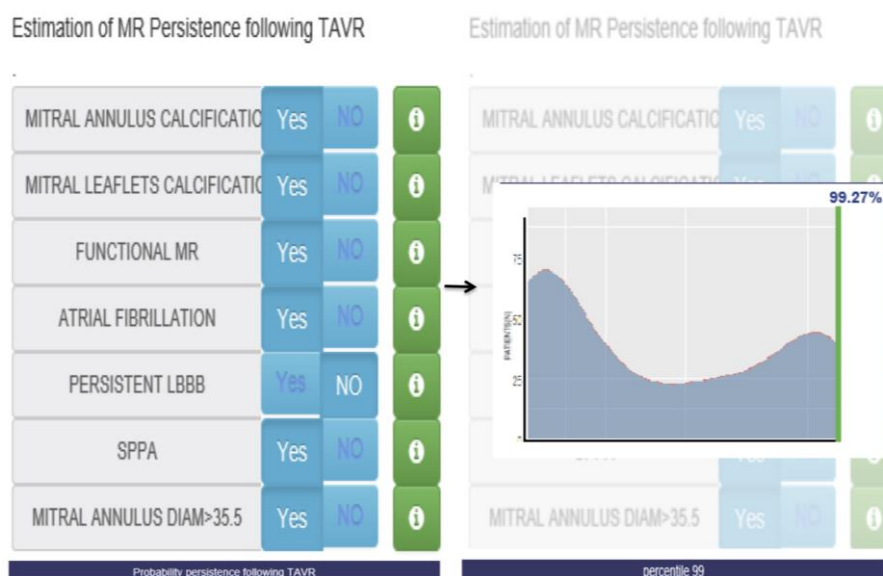 Estimation of MR Persistence following TAVR
MITRAL ANNULUS CALCIFICATIC Yes NO
MITRAL LEAFLETS CALCIFICATIC Yes NO
FUNCTIONAL MR Yes NO
ATRIAL FIBRILLATION Yes NO
PERSISTENT LBBB Yes NO
SPPA Yes NO
MITRAL ANNULUS DIAM>35.5 Yes NO
Probability persistence following TAVR
Estimation of MR Persistence following TAVR
MITRAL ANNULUS CALCIFICATIC Yes NO
99.27%
PATIENTS(N)
50
25
MITRAL ANNULUS DIAM>35.5 Yes NO
percentile 99